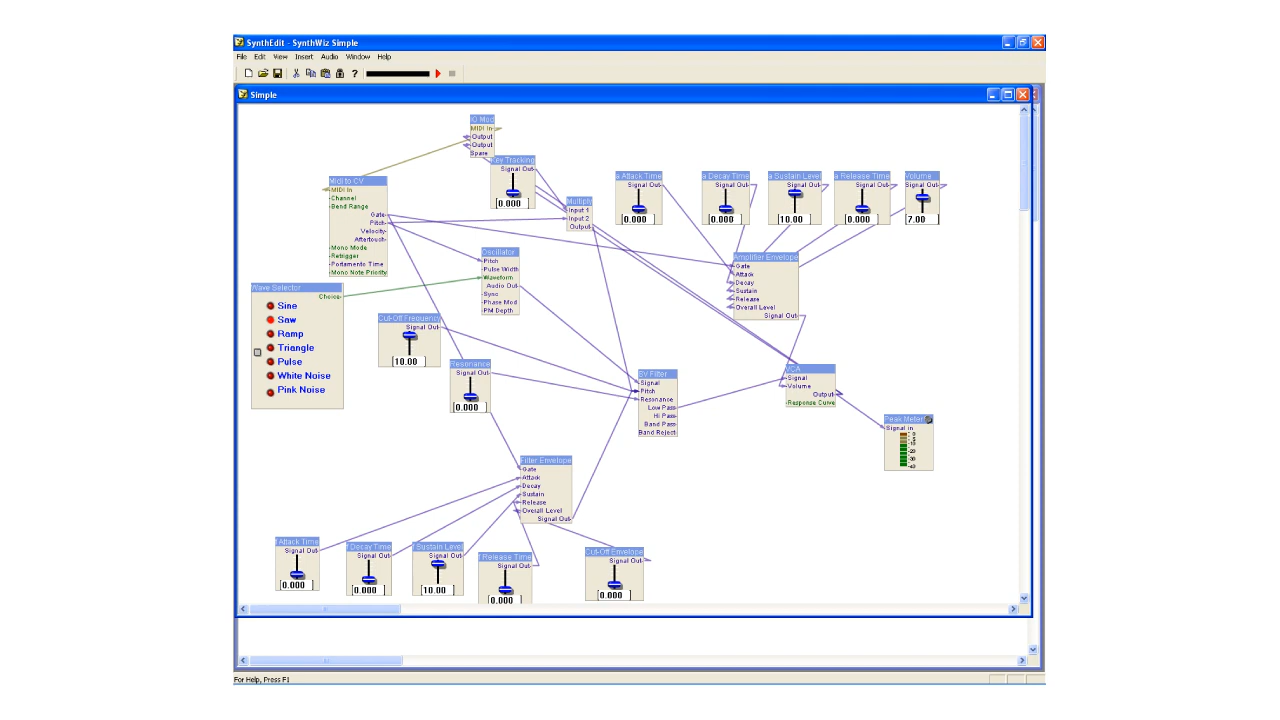 SynthEdit - SynthWiz Simple
File Edit View Insert Audio Window Help
Simple
IO Mod
MIDI In
Output
Output
Spare
Key Tracking
Signal Out
0.000
Midi to CV
MIDI In
Channel
Bend Range
Gate
Pitch
Velocity
Aftertouch
Mono Mode
Retrigger
Portamento Time
Mono Note Priority
Multiply
Input 1
Input 2
Output
a Attack Time
Signal Out
0.000
a Decay Time
Signal Out
0.000
a Sustain Level
Signal Out
10.00
a Release Time
Signal Out
0.000
Volume
Signal Out
7.00
Oscillator
Pitch
Pulse Width
Waveform
Audio Out
Sync
Phase Mod
PM Depth
Amplifier Envelope
Gate
Attack
Decay
Sustain
Release
Overall Level
Signal Out
Wave Selector
Choice
Sine
Saw
Ramp
Triangle
Pulse
White Noise
Pink Noise
Cut-Off Frequency
Signal Out
10.00
Resonance
Signal Out
0.000
SV Filter
Signal
Pitch
Resonance
Low Pass
Hi Pass
Band Pass
Band Reject
VCA
Signal
Volume
Output
Response Curve
Peak Meter
Signal in
0
-5
-10
-20
-30
-40
Filter Envelope
Gate
Attack
Decay
Sustain
Release
Overall Level
Signal Out
f Attack Time
Signal Out
0.000
f Decay Time
Signal Out
0.000
f Sustain Level
Signal Out
10.00
f Release Time
Signal Out
0.000
Cut-Off Envelope
Signal Out
0.000
For Help, Press F1